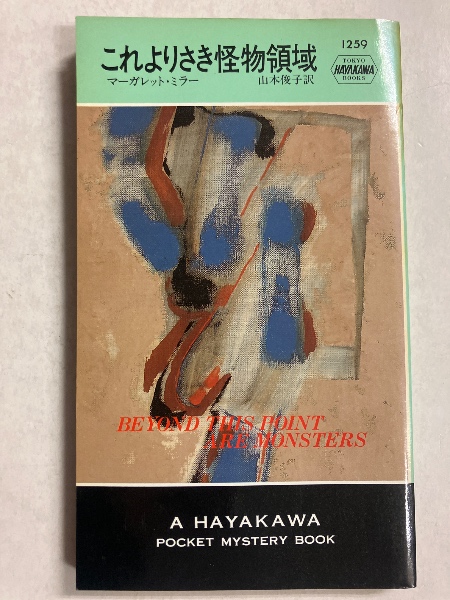 これよりさき怪物領域
マーガレット・ミラー 山本俊子訳
1259
TOKYO
HAYAKAWA
BOOKS
BEYOND THIS POINT
ARE MONSTERS
A HAYAKAWA
POCKET MYSTERY BOOK